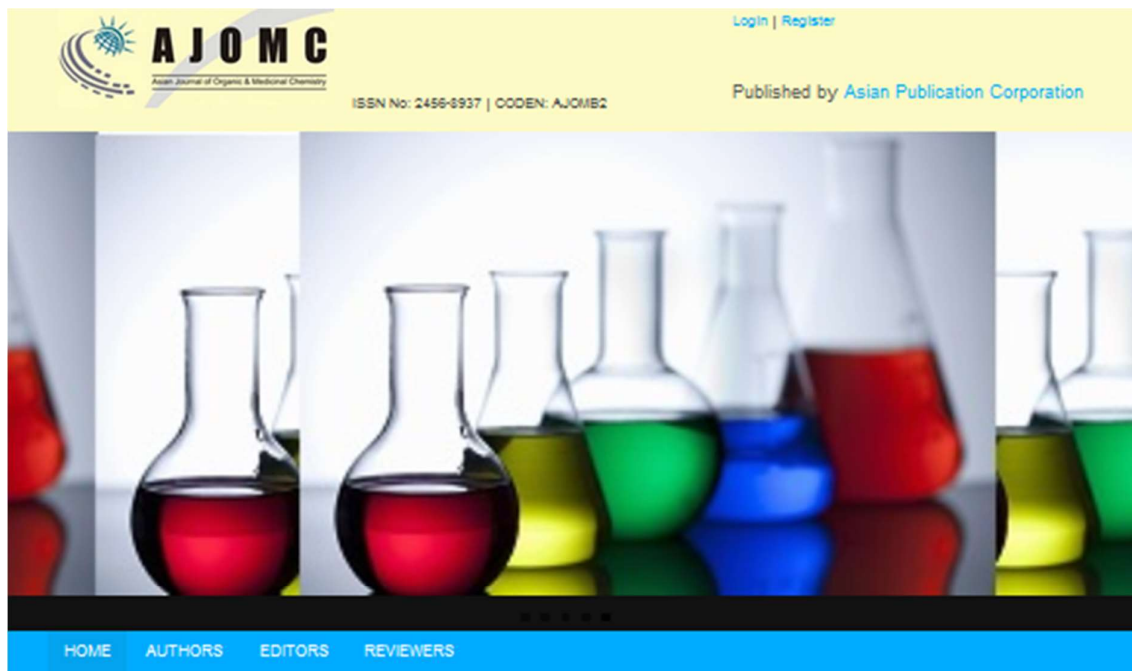 Login | Register
AJOMC
Asian Journal of Organic & Medicinal Chemistry
ISSN No: 2456-8937 | CODEN: AJOMB2
Published by Asian Publication Corporation
HOME AUTHORS EDITORS REVIEWERS